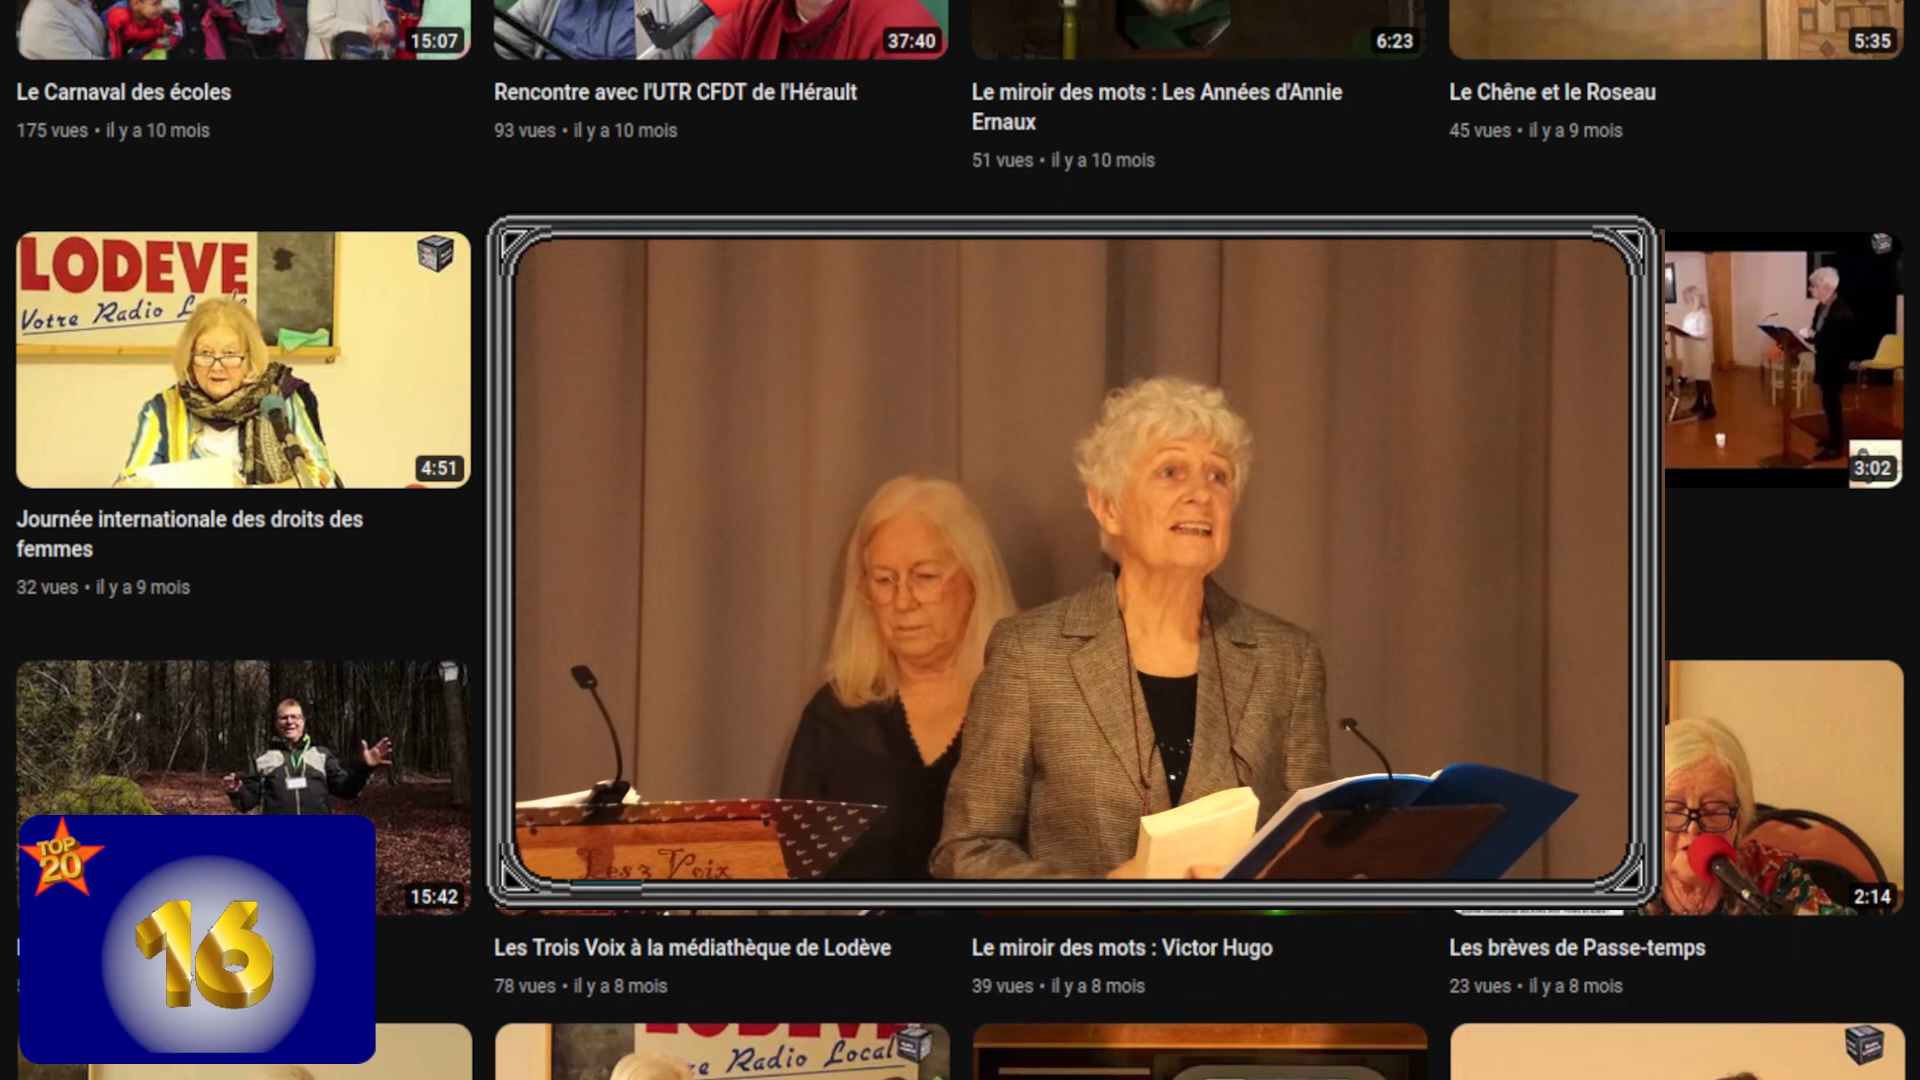 15:07
37:40
6:23
5:35
Le Carnaval des écoles
175 vues • il y a 10 mois
Rencontre avec l'UTR CFDT de l'Hérault
93 vues • il y a 10 mois
Le miroir des mots : Les Années d'Annie
Ernaux
51 vues • il y a 10 mois
Le Chêne et le Roseau
45 vues • il y a 9 mois
LODEVE
Votre Radio L
4:51
Journée internationale des droits des
femmes
32 vues • il y a 9 mois
3:02
Les 3 Voix
15:42
TOP
20
16
2:14
Les Trois Voix à la médiathèque de Lodève
78 vues • il y a 8 mois
Le miroir des mots : Victor Hugo
39 vues • il y a 8 mois
Les brèves de Passe-temps
23 vues • il y a 8 mois
LODEVE
re Radio Local